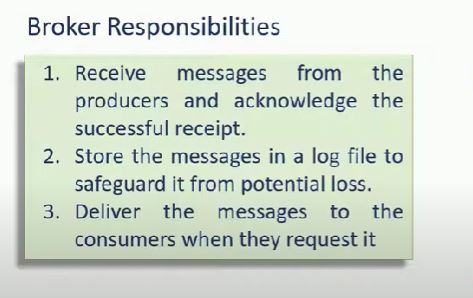 Broker Responsibilities
1. Receive messages from the
producers and acknowledge the
successful receipt.
2. Store the messages in a log file to
safeguard it from potential loss.
3. Deliver the messages to the
consumers when they request it